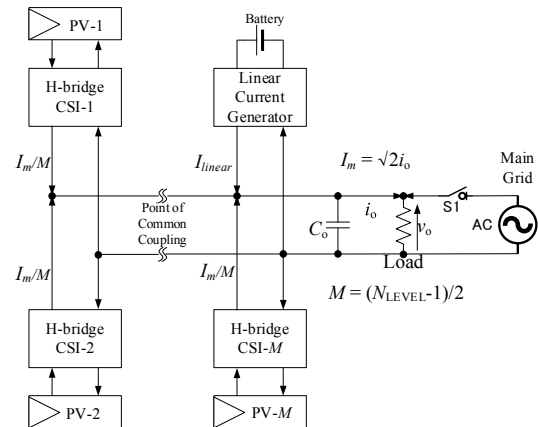 PV-1
Battery
H-bridge
CSI-1
Linear
Current
Generator
I_m/M
I_linear
I_m = √2i_o
Main
Grid
Point of
Common
Coupling
C_o
i_o
v_o
S1
AC
Load
I_m/M
I_m/M
M = (N_LEVEL-1)/2
H-bridge
CSI-2
H-bridge
CSI-M
PV-2
PV-M